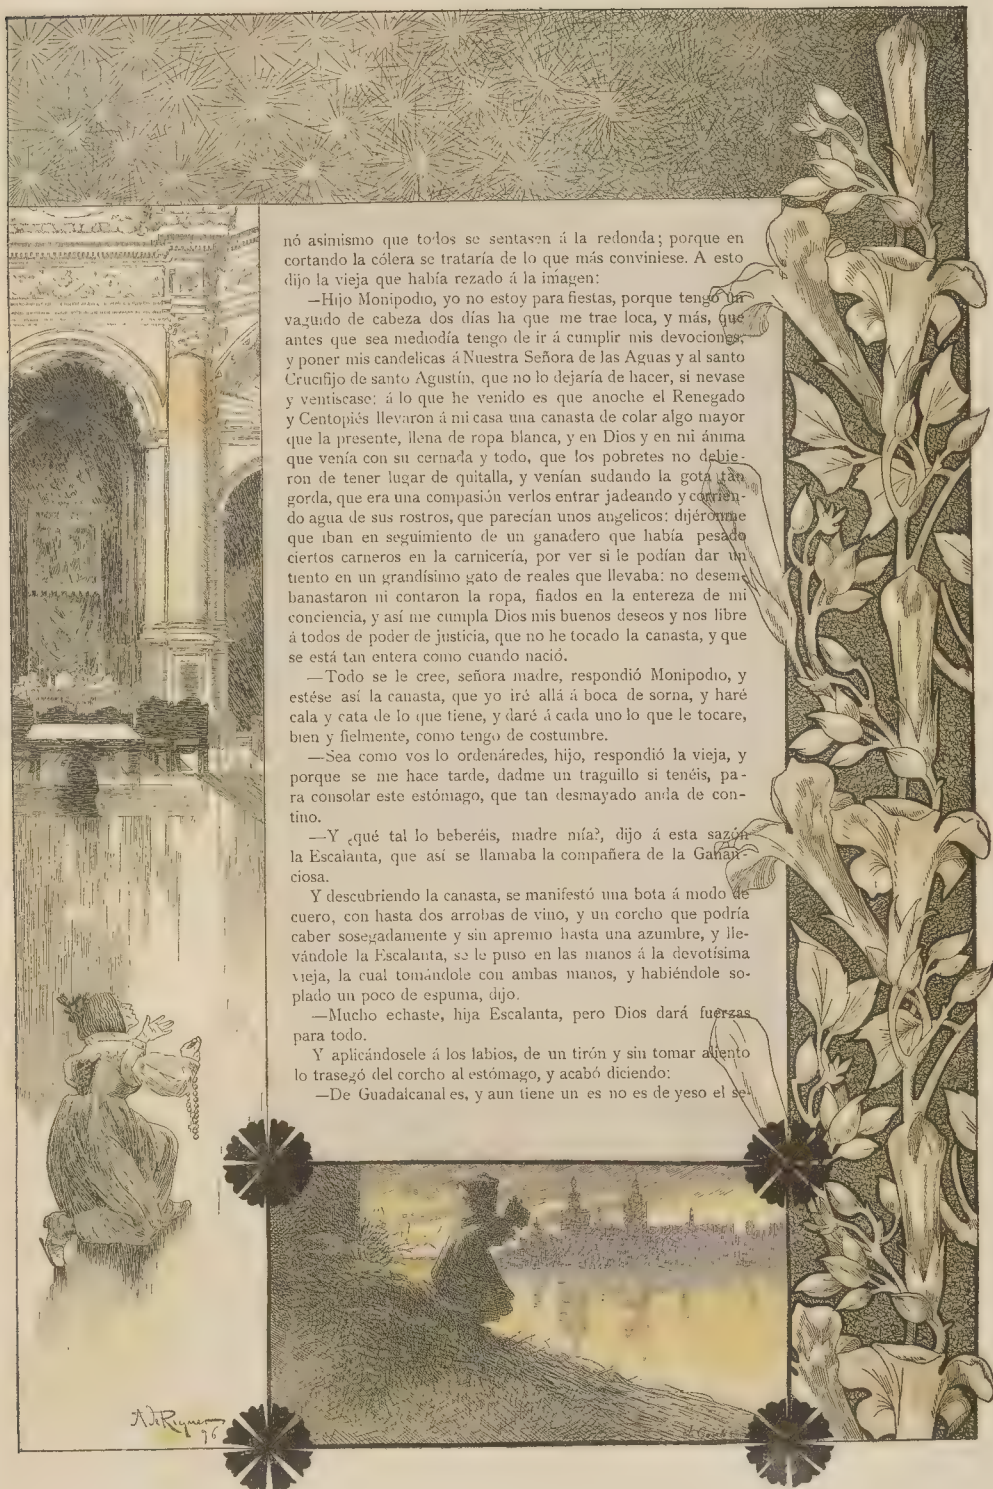 nó asimismo que todos se sentasen á la redonda; porque en
cortando la cólera se trataría de lo que más conviniese. A esto
dijo la vieja que había rezado á la imagen:
—Hijo Monipodio, yo no estoy para fiestas, porque tengo un
vaguido de cabeza dos días ha que me trae loca, y más, que
antes que sea mediodía tengo de ir á cumplir mis devociones,
y poner mis candelicas á Nuestra Señora de las Aguas y al santo
Crucifijo de santo Agustín, que no lo dejaría de hacer, si nevase
y ventiscase: á lo que he venido es que anoche el Renegado
y Centopiés llevaron á mi casa una canasta de colar algo mayor
que la presente, llena de ropa blanca, y en Dios y en mi ánima
que venía con su cernada y todo, que los pobretes no debie-
ron de tener lugar de quitalla, y venían sudando la gota tan
gorda, que era una compasión verlos entrar jadeando y corrien-
do agua de sus rostros, que parecían unos angelicos: dijéronme
que iban en seguimiento de un ganadero que había pesado
ciertos carneros en la carnicería, por ver si le podían dar un
tiento en un grandísimo gato de reales que llevaba: no desem-
banastaron ni contaron la ropa, fiados en la entereza de mi
conciencia, y así me cumpla Dios mis buenos deseos y nos libre
á todos de poder de justicia, que no he tocado la canasta, y que
se está tan entera como cuando nació.
—Todo se le cree, señora madre, respondió Monipodio, y
estése así la canasta, que yo iré allá á boca de sorna, y haré
cala y cata de lo que tiene, y daré á cada uno lo que le tocare,
bien y fielmente, como tengo de costumbre.
—Sea como vos lo ordenáredes, hijo, respondió la vieja, y
porque se me hace tarde, dadme un traguillo si tenéis, pa-
ra consolar este estómago, que tan desmayado anda de con-
tino.
—Y ¿qué tal lo beberéis, madre mía?, dijo á esta sazón
la Escalanta, que así se llamaba la compañera de la Ganan-
ciosa.
Y descubriendo la canasta, se manifestó una bota á modo de
cuero, con hasta dos arrobas de vino, y un corcho que podría
caber sosegadamente y sin apremio hasta una azumbre, y lle-
vándole la Escalanta, se le puso en las manos á la devotísima
vieja, la cual tomándole con ambas manos, y habiéndole so-
plado un poco de espuma, dijo.
—Mucho echaste, hija Escalanta, pero Dios dará fuerzas
para todo.
Y aplicándosele á los labios, de un tirón y sin tomar aliento
lo trasegó del corcho al estómago, y acabó diciendo:
—De Guadalcanal es, y aun tiene un es no es de yeso el se-
A. de Riquer
96